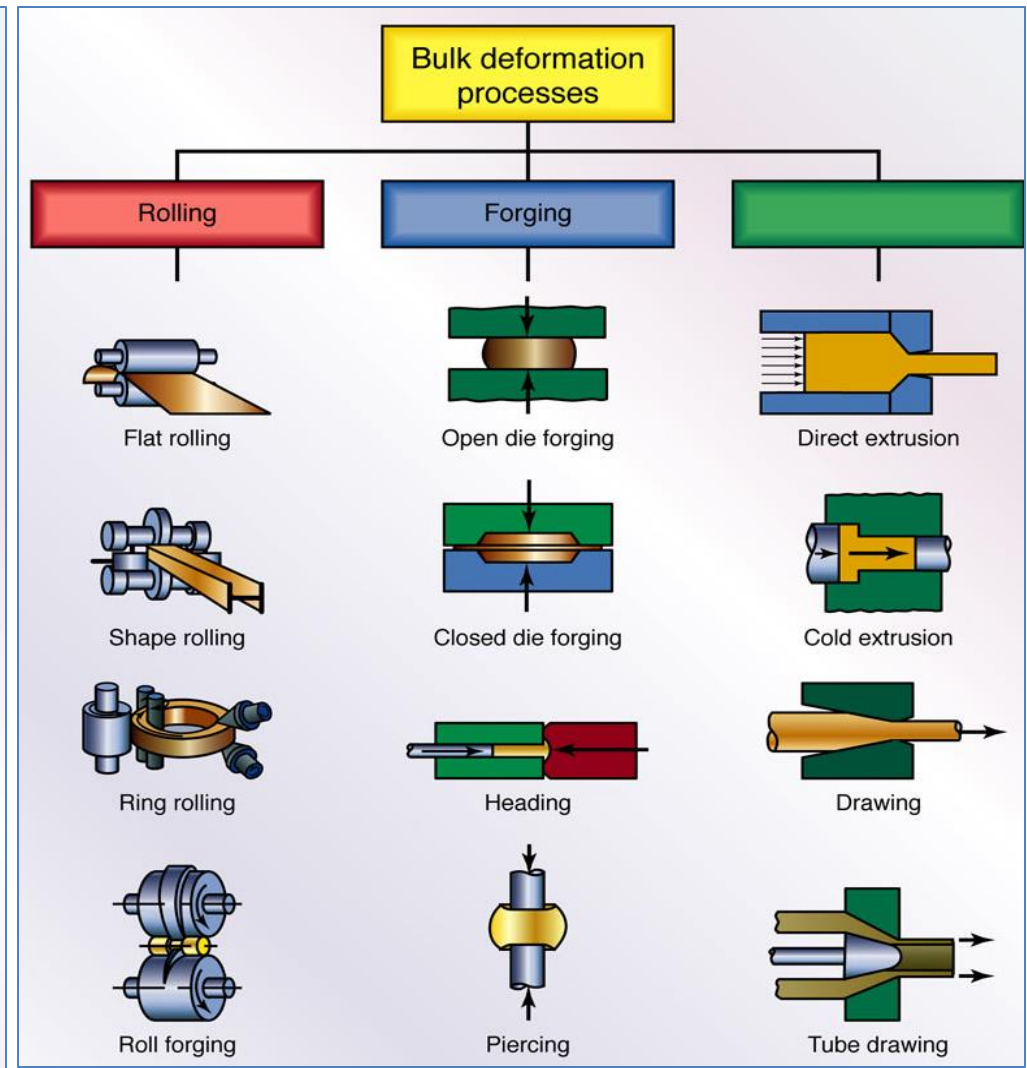 Bulk deformation
processes
Rolling
Forging
Flat rolling
Open die forging
Direct extrusion
Shape rolling
Closed die forging
Cold extrusion
Ring rolling
Heading
Drawing
Roll forging
Piercing
Tube drawing